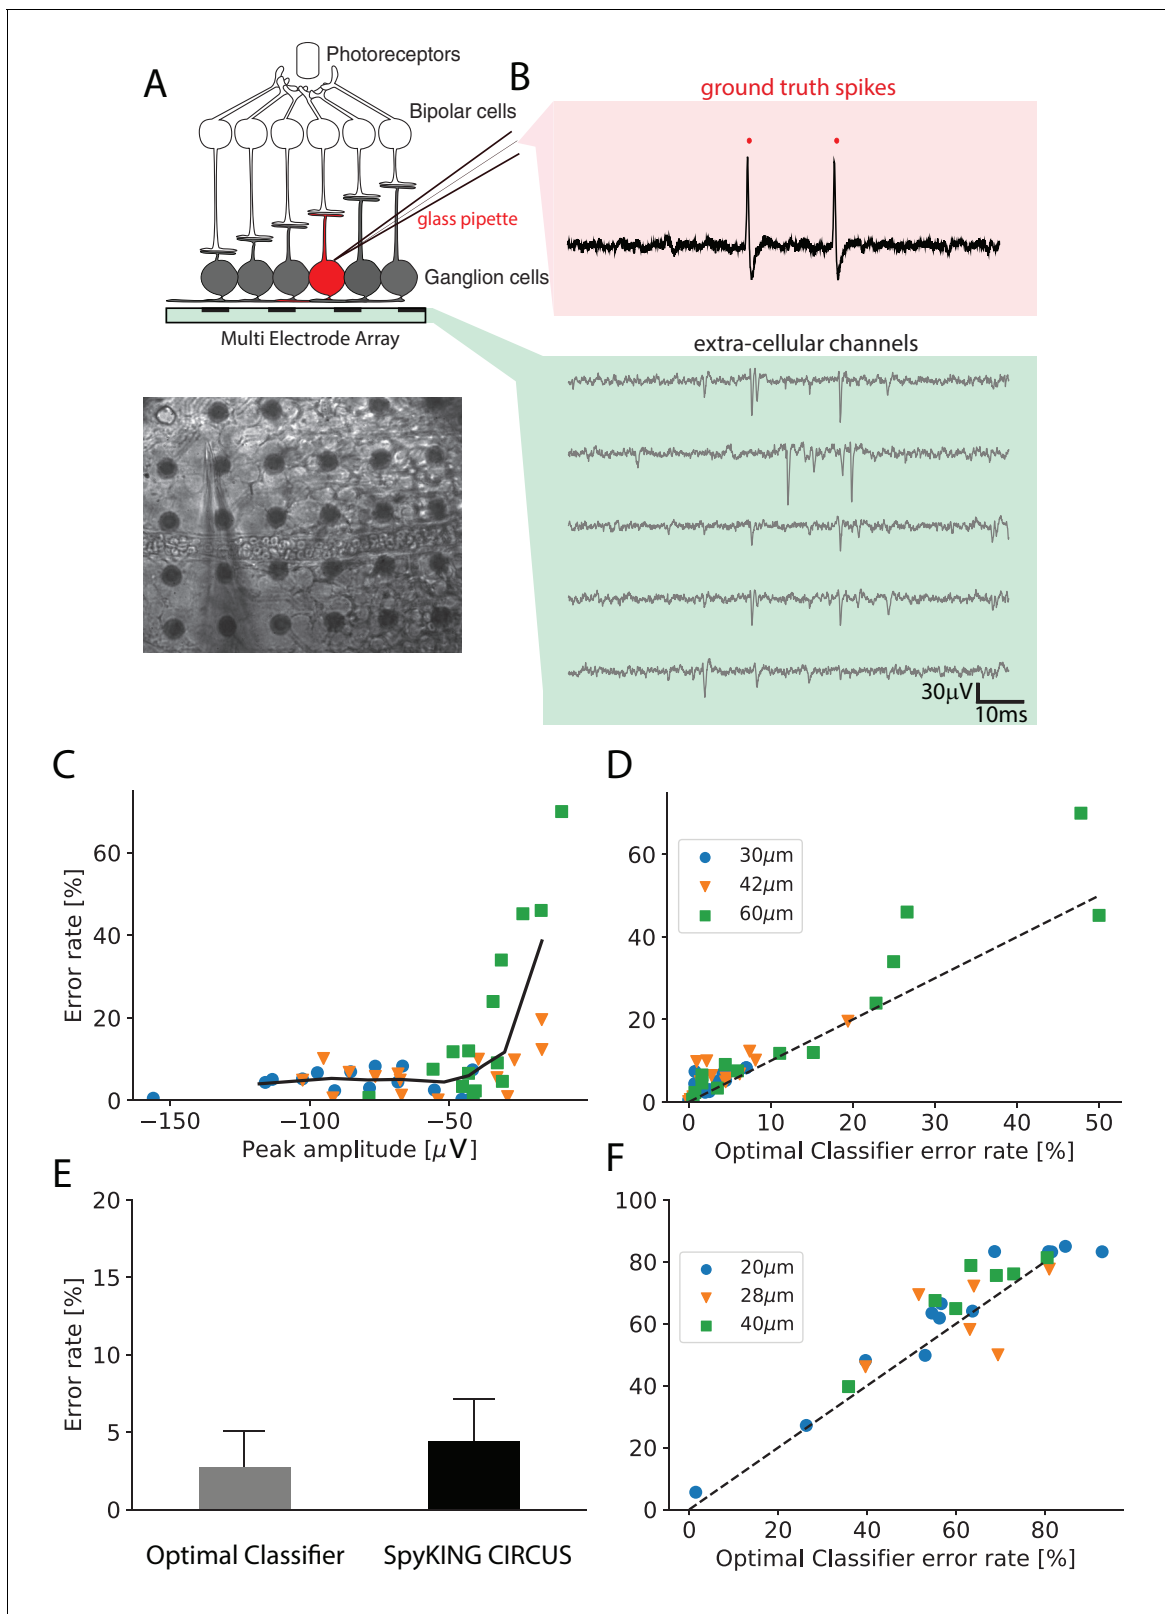 A
Photoreceptors
Bipolar cells
glass pipette
Ganglion cells
Multi Electrode Array
B
ground truth spikes
extra-cellular channels
30μV
10ms
C
Error rate [%]
60
40
20
0
−150
−100
−50
Peak amplitude [μV]
D
60
40
20
0
30μm
42μm
60μm
0
10
20
30
40
50
Optimal Classifier error rate [%]
E
Error rate [%]
20
15
10
5
0
Optimal Classifier
SpyKING CIRCUS
F
100
80
60
40
20
0
20μm
28μm
40μm
0
20
40
60
80
Optimal Classifier error rate [%]